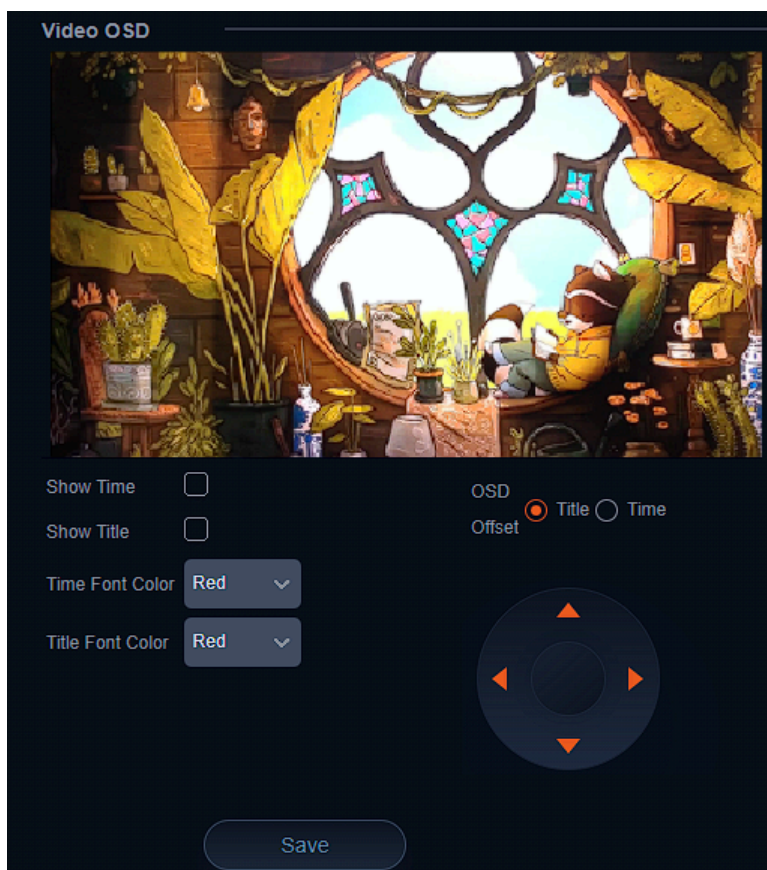 Video OSD
Show Time
Show Title
Time Font Color Red
Title Font Color Red
OSD
Offset
Title Time
Save